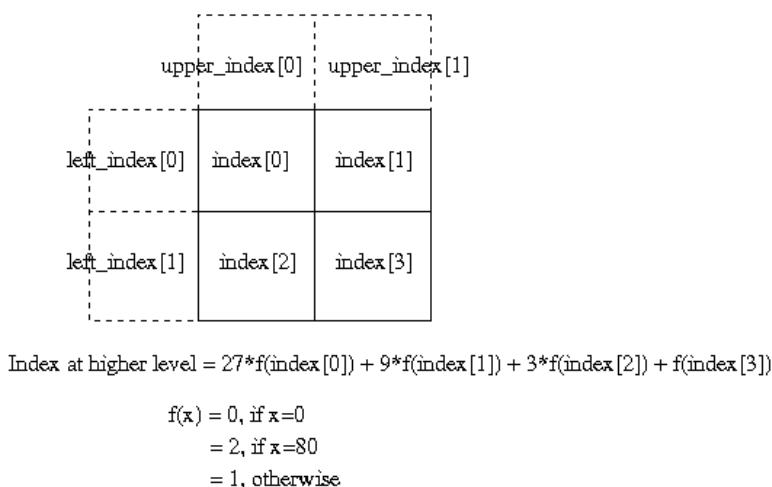 upper_index[0] upper_index[1]
left_index[0] index[0] index[1]
left_index[1] index[2] index[3]
Index at higher level = 27*f(index[0]) + 9*f(index[1]) + 3*f(index[2]) + f(index[3])
f(x) = 0, if x=0
= 2, if x=80
= 1, otherwise